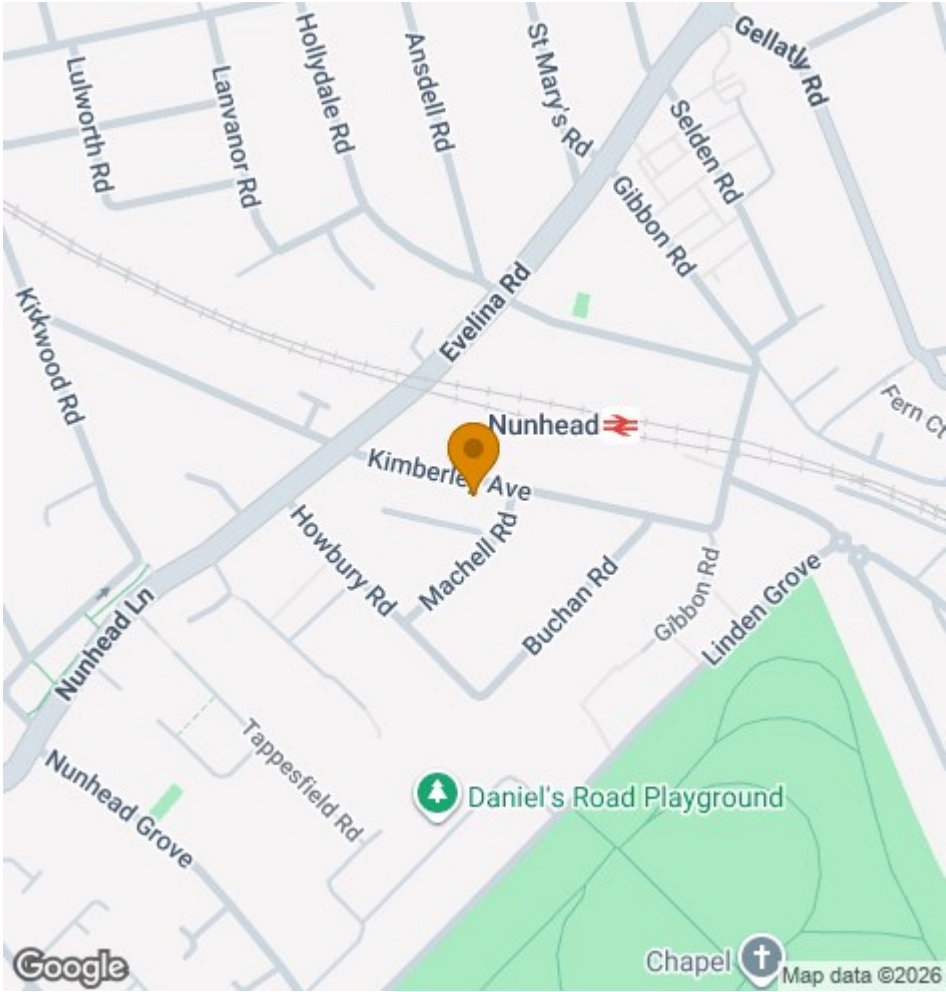 Gellatly Rd
Hollydale Rd
Ansdell Rd
St Mary's Rd
Lulworth Rd
Lanvanor Rd
Selden Rd
Gibbon Rd
Evelina Rd
Kirkwood Rd
Fern Ct
Nunhead
Kimberley Ave
Howbury Rd
Machell Rd
Buchan Rd
Gibbon Rd
Linden Grove
Nunhead Ln
Tappesfield Rd
Nunhead Grove
Daniel's Road Playground
Chapel
Google
Map data ©2026